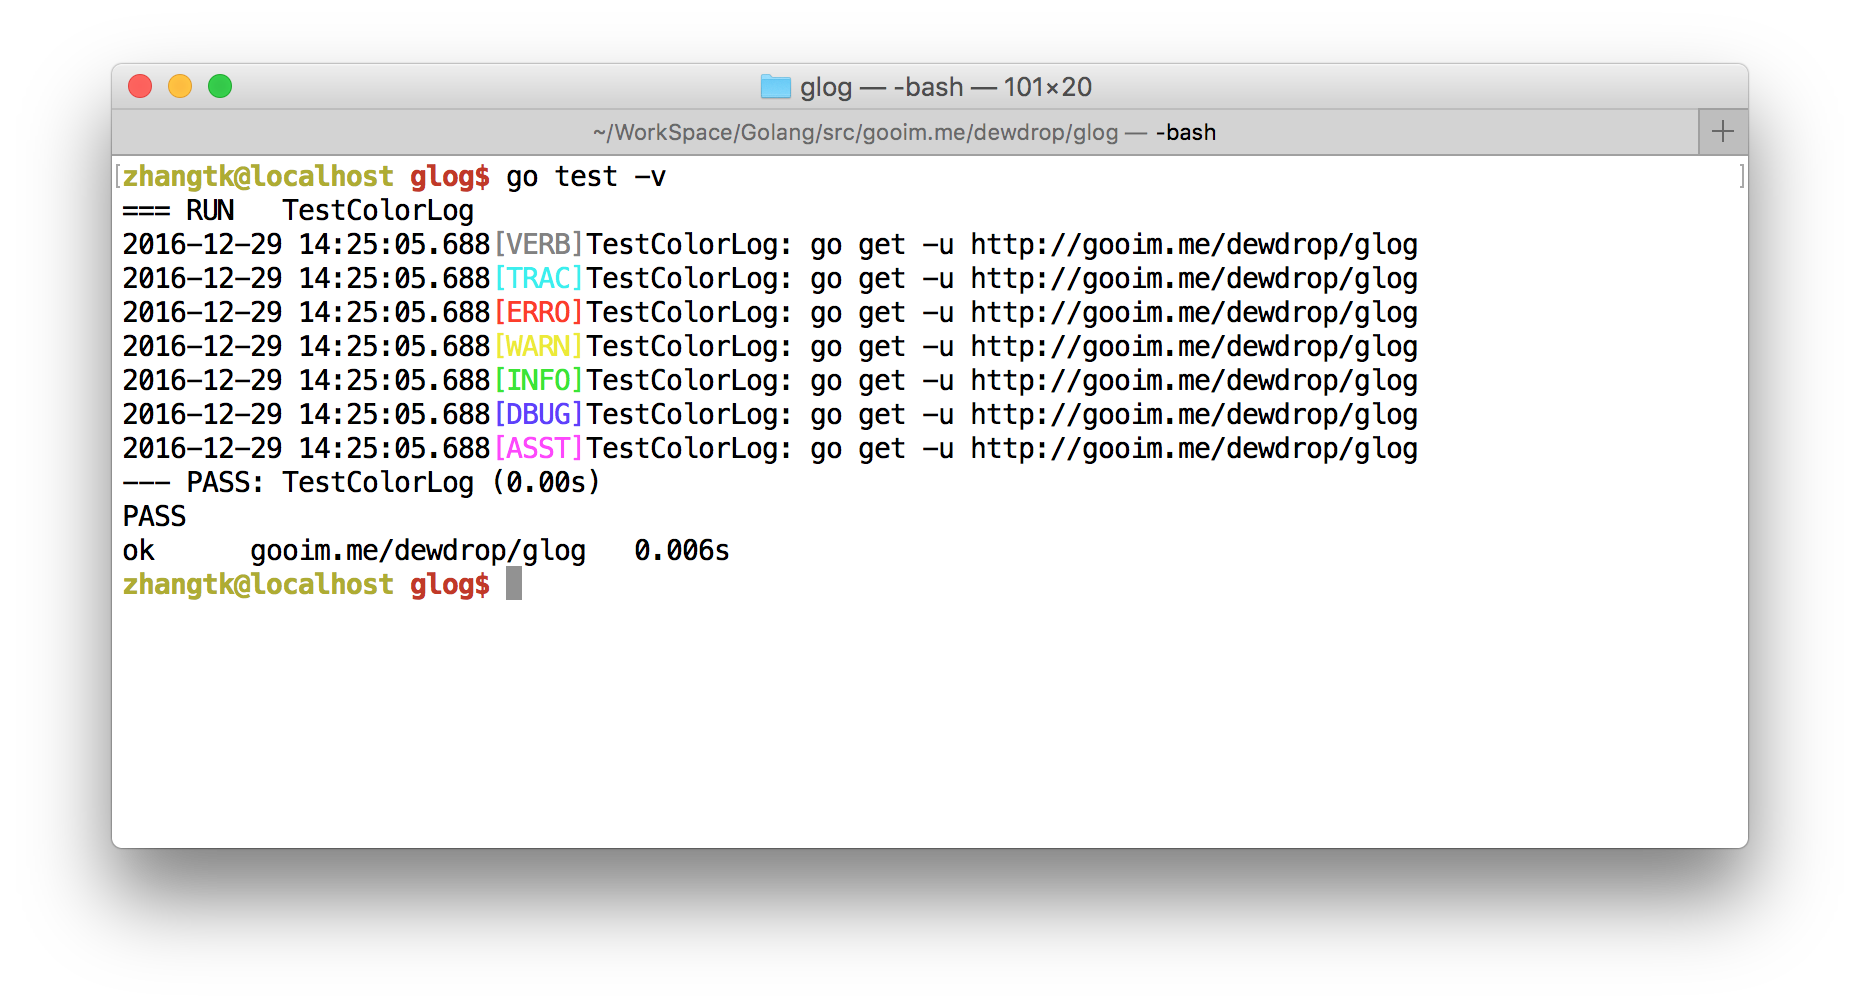 glog — -bash — 101×20
~/WorkSpace/Golang/src/gooim.me/dewdrop/glog — -bash
[zhangtk@localhost glog$ go test -v]
=== RUN   TestColorLog
2016-12-29 14:25:05.688[VERB]TestColorLog: go get -u http://gooim.me/dewdrop/glog
2016-12-29 14:25:05.688[TRAC]TestColorLog: go get -u http://gooim.me/dewdrop/glog
2016-12-29 14:25:05.688[ERRO]TestColorLog: go get -u http://gooim.me/dewdrop/glog
2016-12-29 14:25:05.688[WARN]TestColorLog: go get -u http://gooim.me/dewdrop/glog
2016-12-29 14:25:05.688[INFO]TestColorLog: go get -u http://gooim.me/dewdrop/glog
2016-12-29 14:25:05.688[DBUG]TestColorLog: go get -u http://gooim.me/dewdrop/glog
2016-12-29 14:25:05.688[ASST]TestColorLog: go get -u http://gooim.me/dewdrop/glog
--- PASS: TestColorLog (0.00s)
PASS
ok      gooim.me/dewdrop/glog   0.006s
zhangtk@localhost glog$